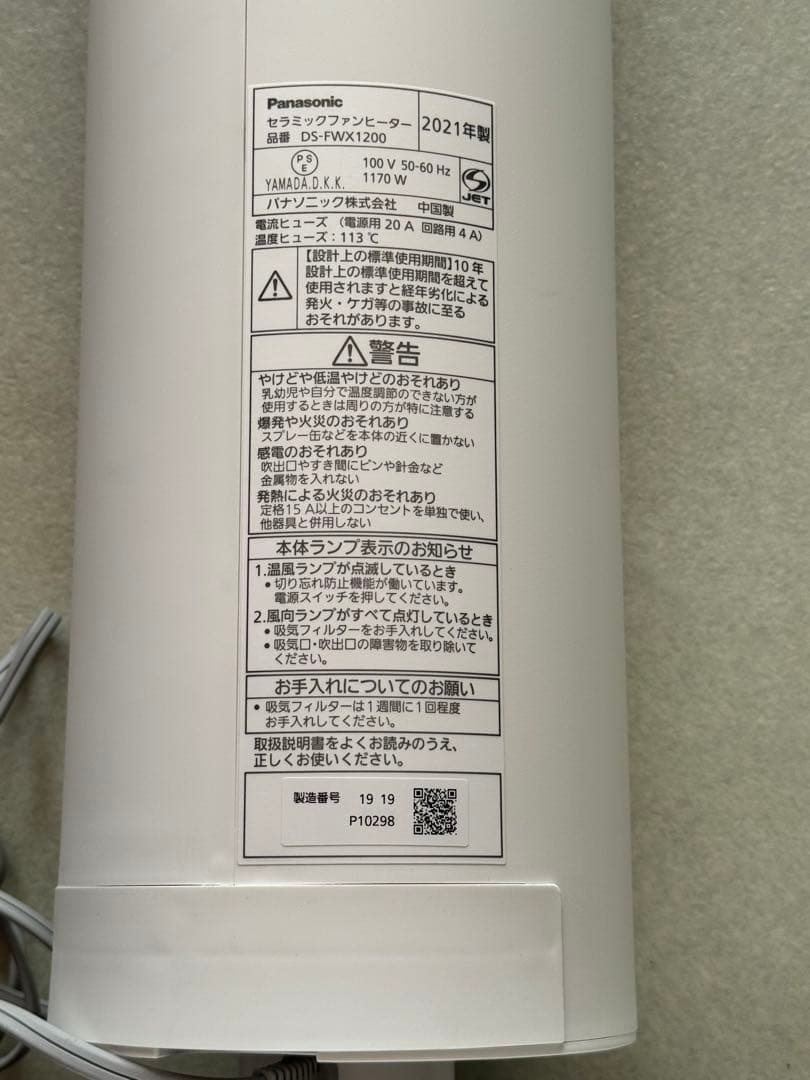 Panasonic
セラミックファンヒーター
品番 DS-FWX1200
2021年製
PSE
YAMADA.D.K.K.
100 V 50-60 Hz
1170 W
JET
パナソニック株式会社 中国製
電流ヒューズ (電源用20 A 回路用4 A)
温度ヒューズ:113 ℃
【設計上の標準使用期間】10年
設計上の標準使用期間を超えて
使用されますと経年劣化による
発火・ケガ等の事故に至る
おそれがあります。
警告
やけどや低温やけどのおそれあり
乳幼児や自分で温度調節のできない方が
使用するときは周りの方が特に注意する
爆発や火災のおそれあり
スプレー缶などを本体の近くに置かない
感電のおそれあり
吹出口やすき間にピンや針金など
金属物を入れない
発熱による火災のおそれあり
定格15 A以上のコンセントを単独で使い、
他器具と併用しない
本体ランプ表示のお知らせ
1.温風ランプが点滅しているとき
●切り忘れ防止機能が働いています。
電源スイッチを押してください。
2.風向ランプがすべて点灯しているとき
●吸気フィルターをお手入れしてください。
●吸気口・吹出口の障害物を取り除いて
ください。
お手入れについてのお願い
●吸気フィルターは1週間に1回程度
お手入れしてください。
取扱説明書をよくお読みのうえ、
正しくお使いください。
製造番号 19 19
P10298